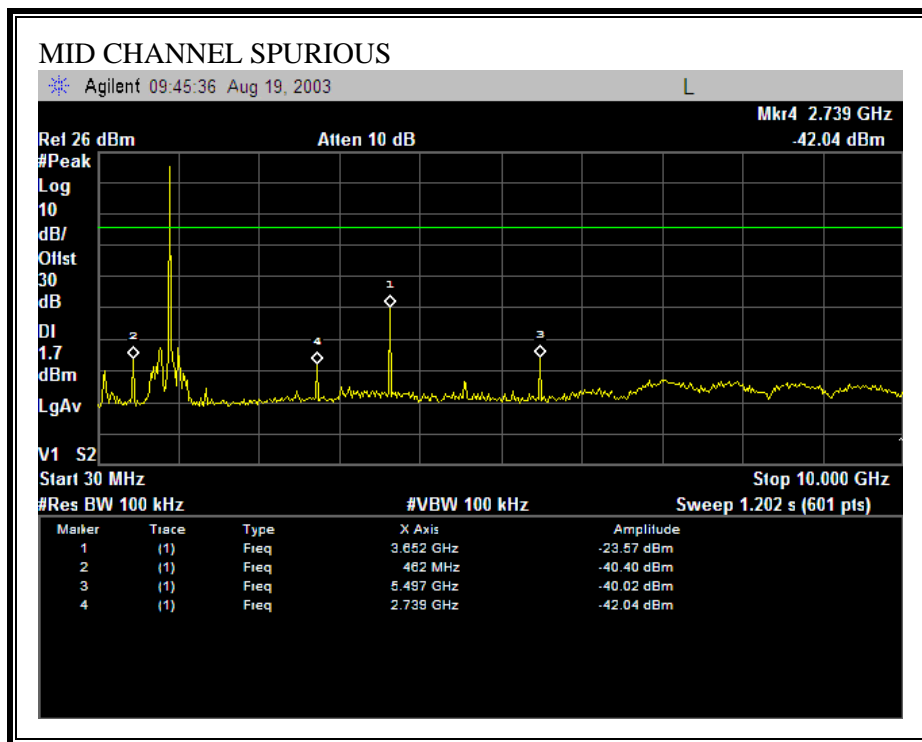 MID CHANNEL SPURIOUS
Agilent 09:45:36 Aug 19, 2003 L
Mkr4 2.739 GHz
Ref 26 dBm Atten 10 dB -42.04 dBm
#Peak
Log
10
dB/
Offst
30
dB
DI
1.7
dBm
LgAv
V1 S2
1
2
3
4
Start 30 MHz Stop 10.000 GHz
#Res BW 100 kHz #VBW 100 kHz Sweep 1.202 s (601 pts)
Marker Trace Type X Axis Amplitude
1 (1) Freq 3.652 GHz -23.57 dBm
2 (1) Freq 462 MHz -40.40 dBm
3 (1) Freq 5.497 GHz -40.02 dBm
4 (1) Freq 2.739 GHz -42.04 dBm